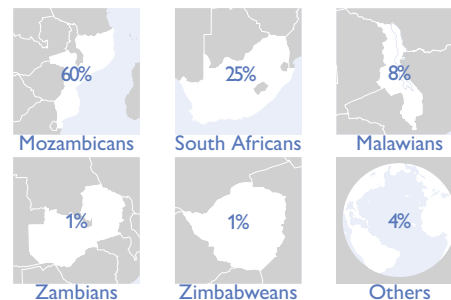 60%
25%
8%
Mozambicans
South Africans
Malawians
1%
1%
4%
Zambians
Zimbabweans
Others